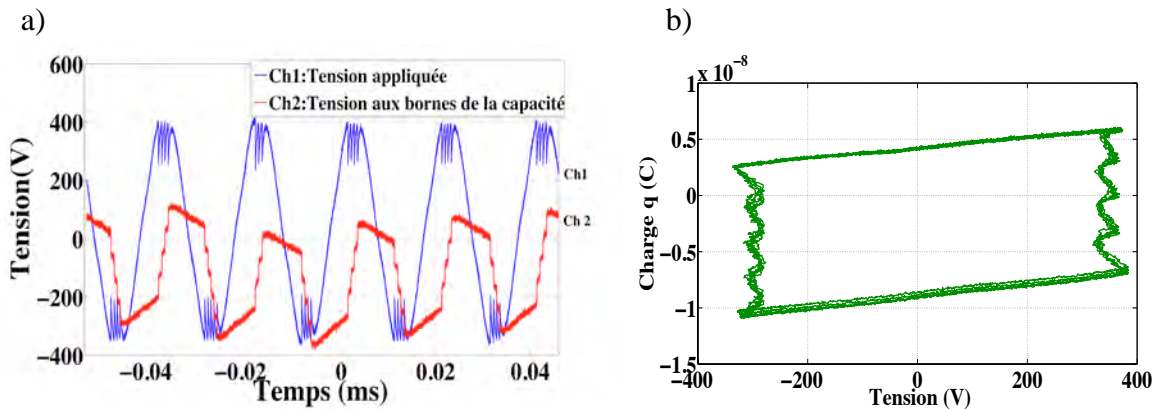 a)
600
400
200
0
−200
−400
Tension(V)
Ch1:Tension appliquée
Ch2:Tension aux bornes de la capacité
Ch1
Ch 2
−0.04
−0.02
0
0.02
0.04
Temps (ms)
b)
1 x 10⁻⁸
0.5
0
−0.5
−1
−1.5
Charge q (C)
−400
−200
0
200
400
Tension (V)